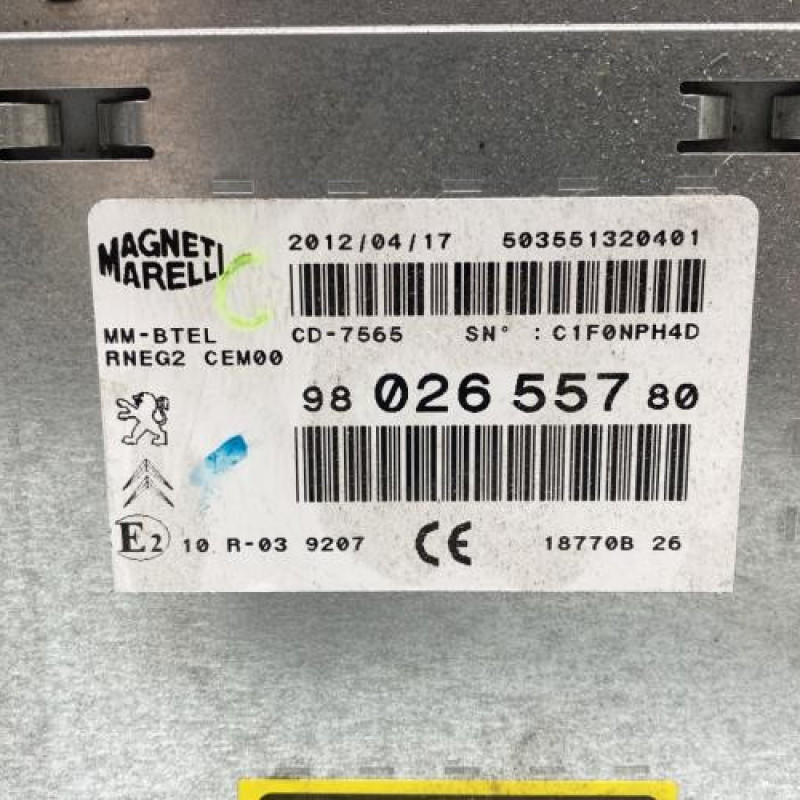 MAGNETI
MARELLI
2012/04/17 503551320401
MM-BTEL CD-7565 SN° : C1F0NPH4D
RNEG2 CEM00
98 026 557 80
E2 10 R-03 9207 CE 18770B 26